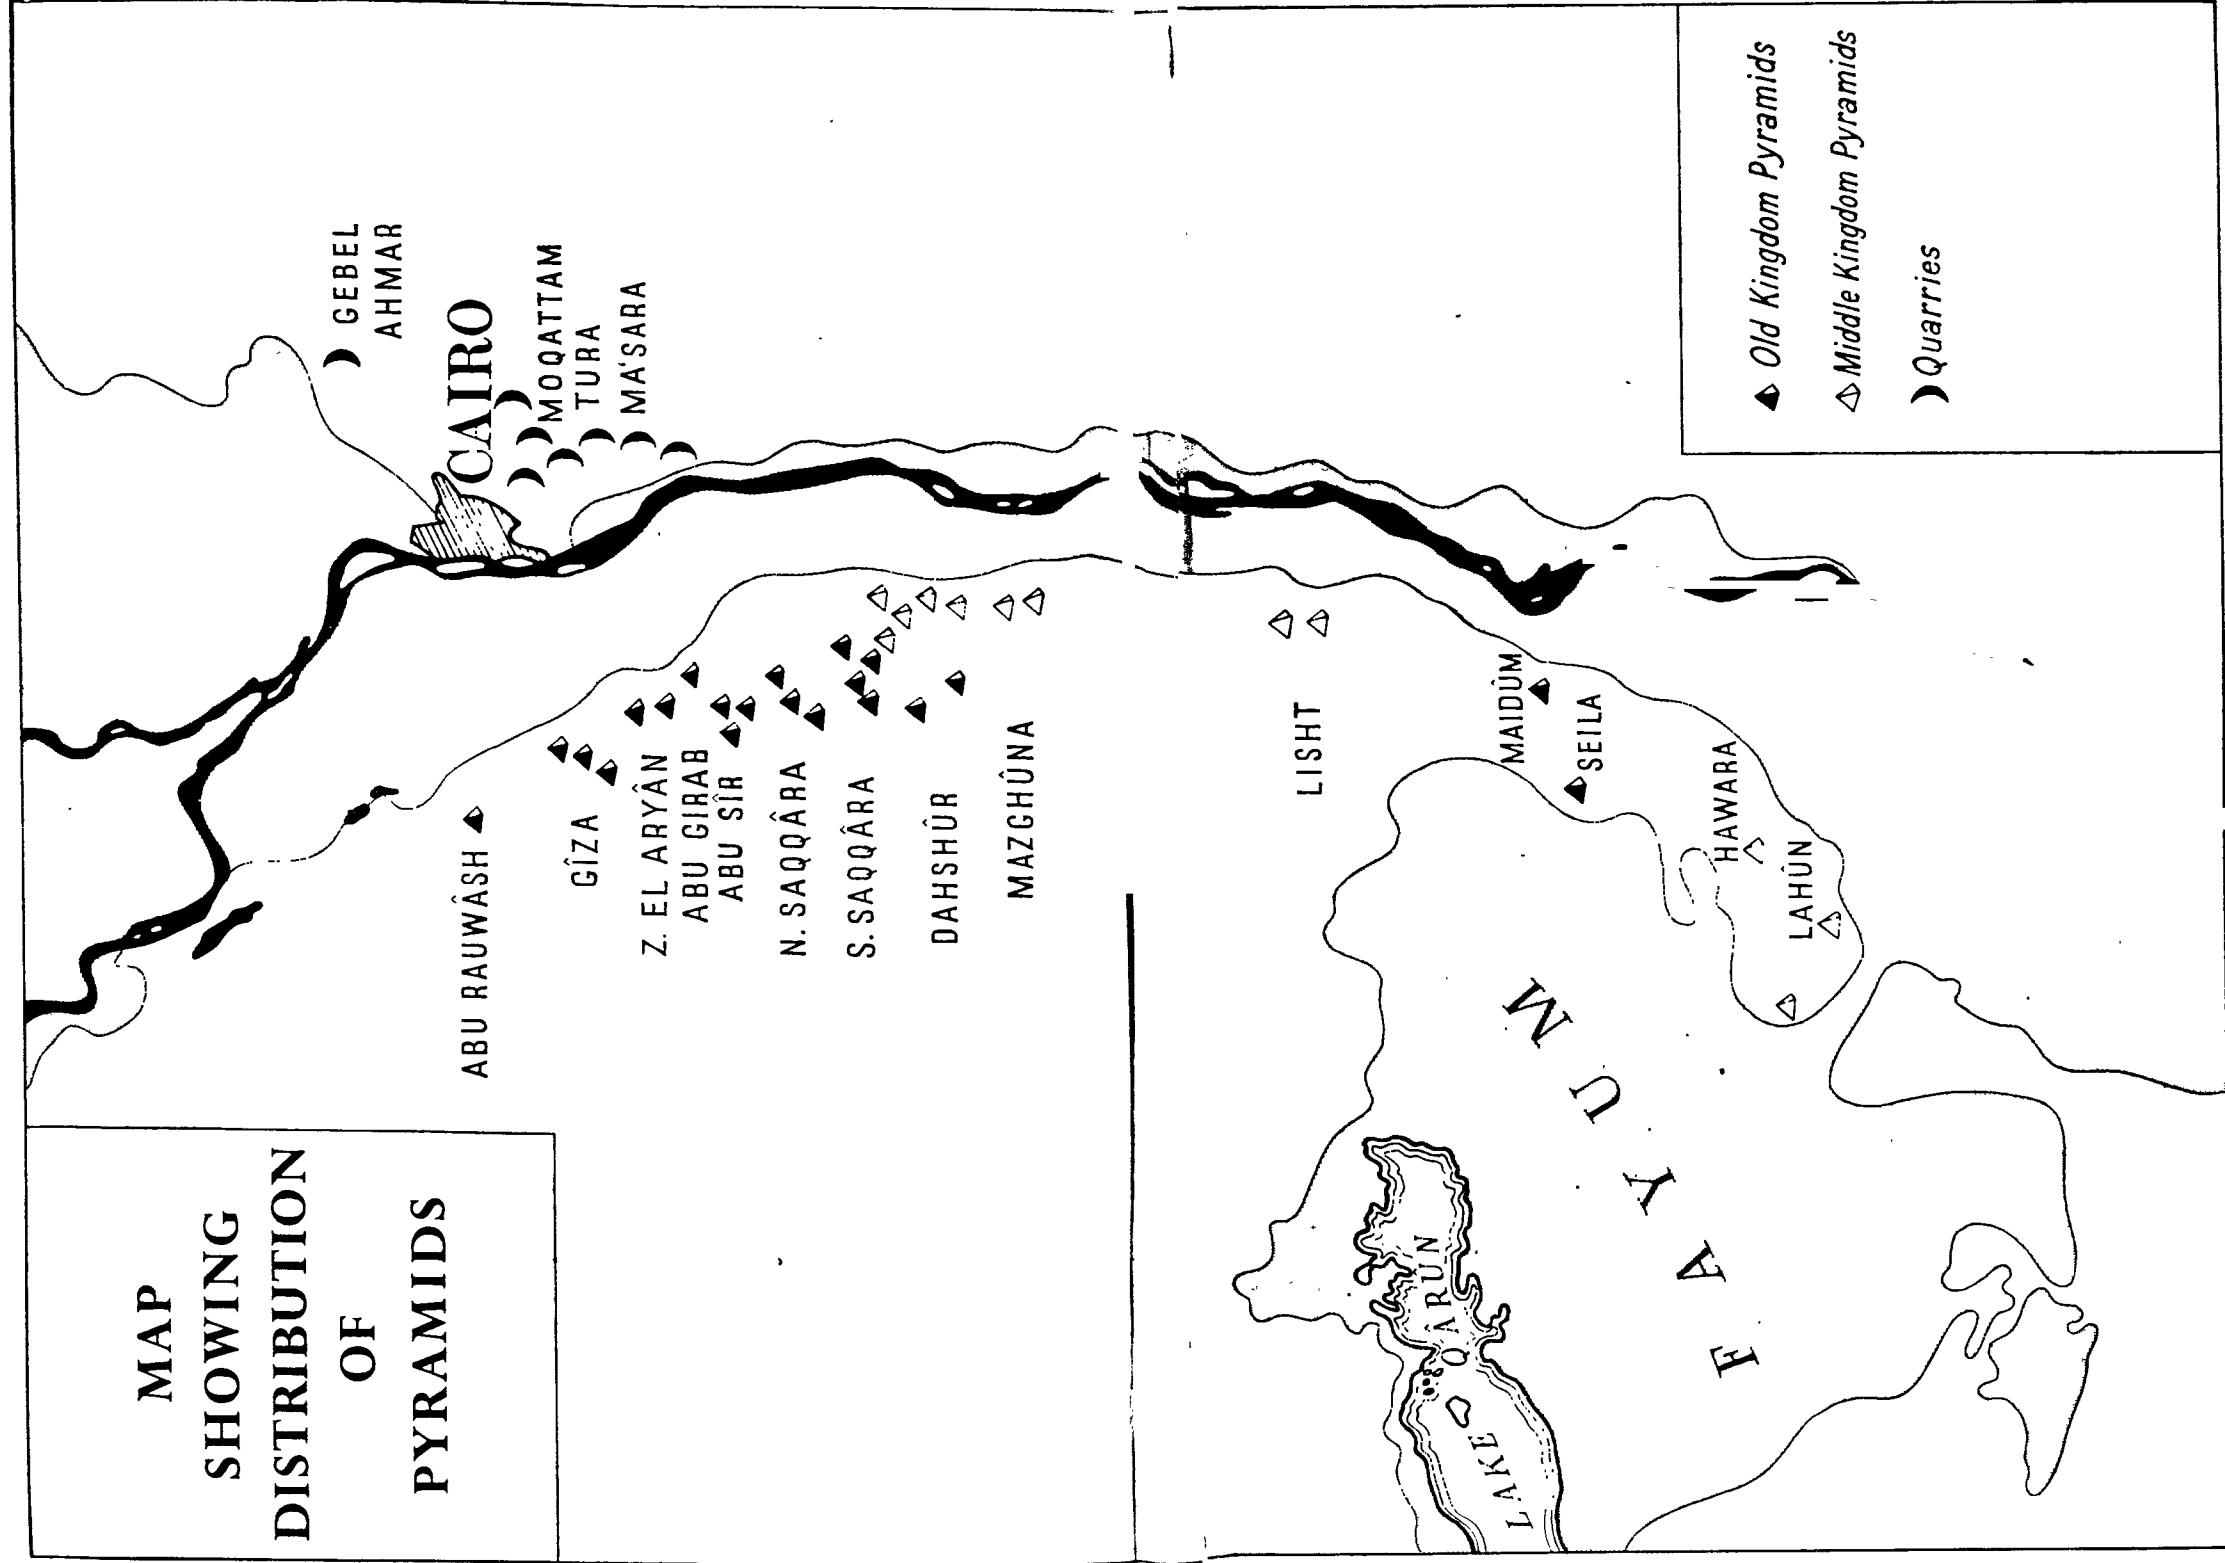 MAP
SHOWING
DISTRIBUTION
OF
PYRAMIDS
GEBEL
AHMAR
CAIRO
MOQATTAM
TURA
MA'SARA
ABU RAUWÂSH
GÎZA
Z. EL ARYÂN
ABU GIRAB
ABU SÎR
N. SAQQÂRA
S. SAQQÂRA
DAHSHÛR
MAZGHÛNA
LISHT
MAIDÛM
SEILA
HAWARA
LAHÛN
FAYUM
LAKE QÂRÛN
Old Kingdom Pyramids
Middle Kingdom Pyramids
Quarries